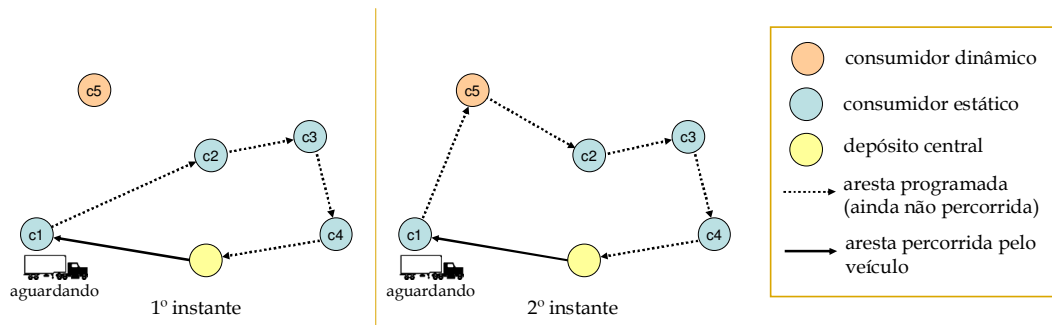 c5
c2
c3
c1
c4
aguardando
1º instante
c5
c2
c3
c1
c4
aguardando
2º instante
consumidor dinâmico
consumidor estático
depósito central
aresta programada
(ainda não percorrida)
aresta percorrida pelo
veículo